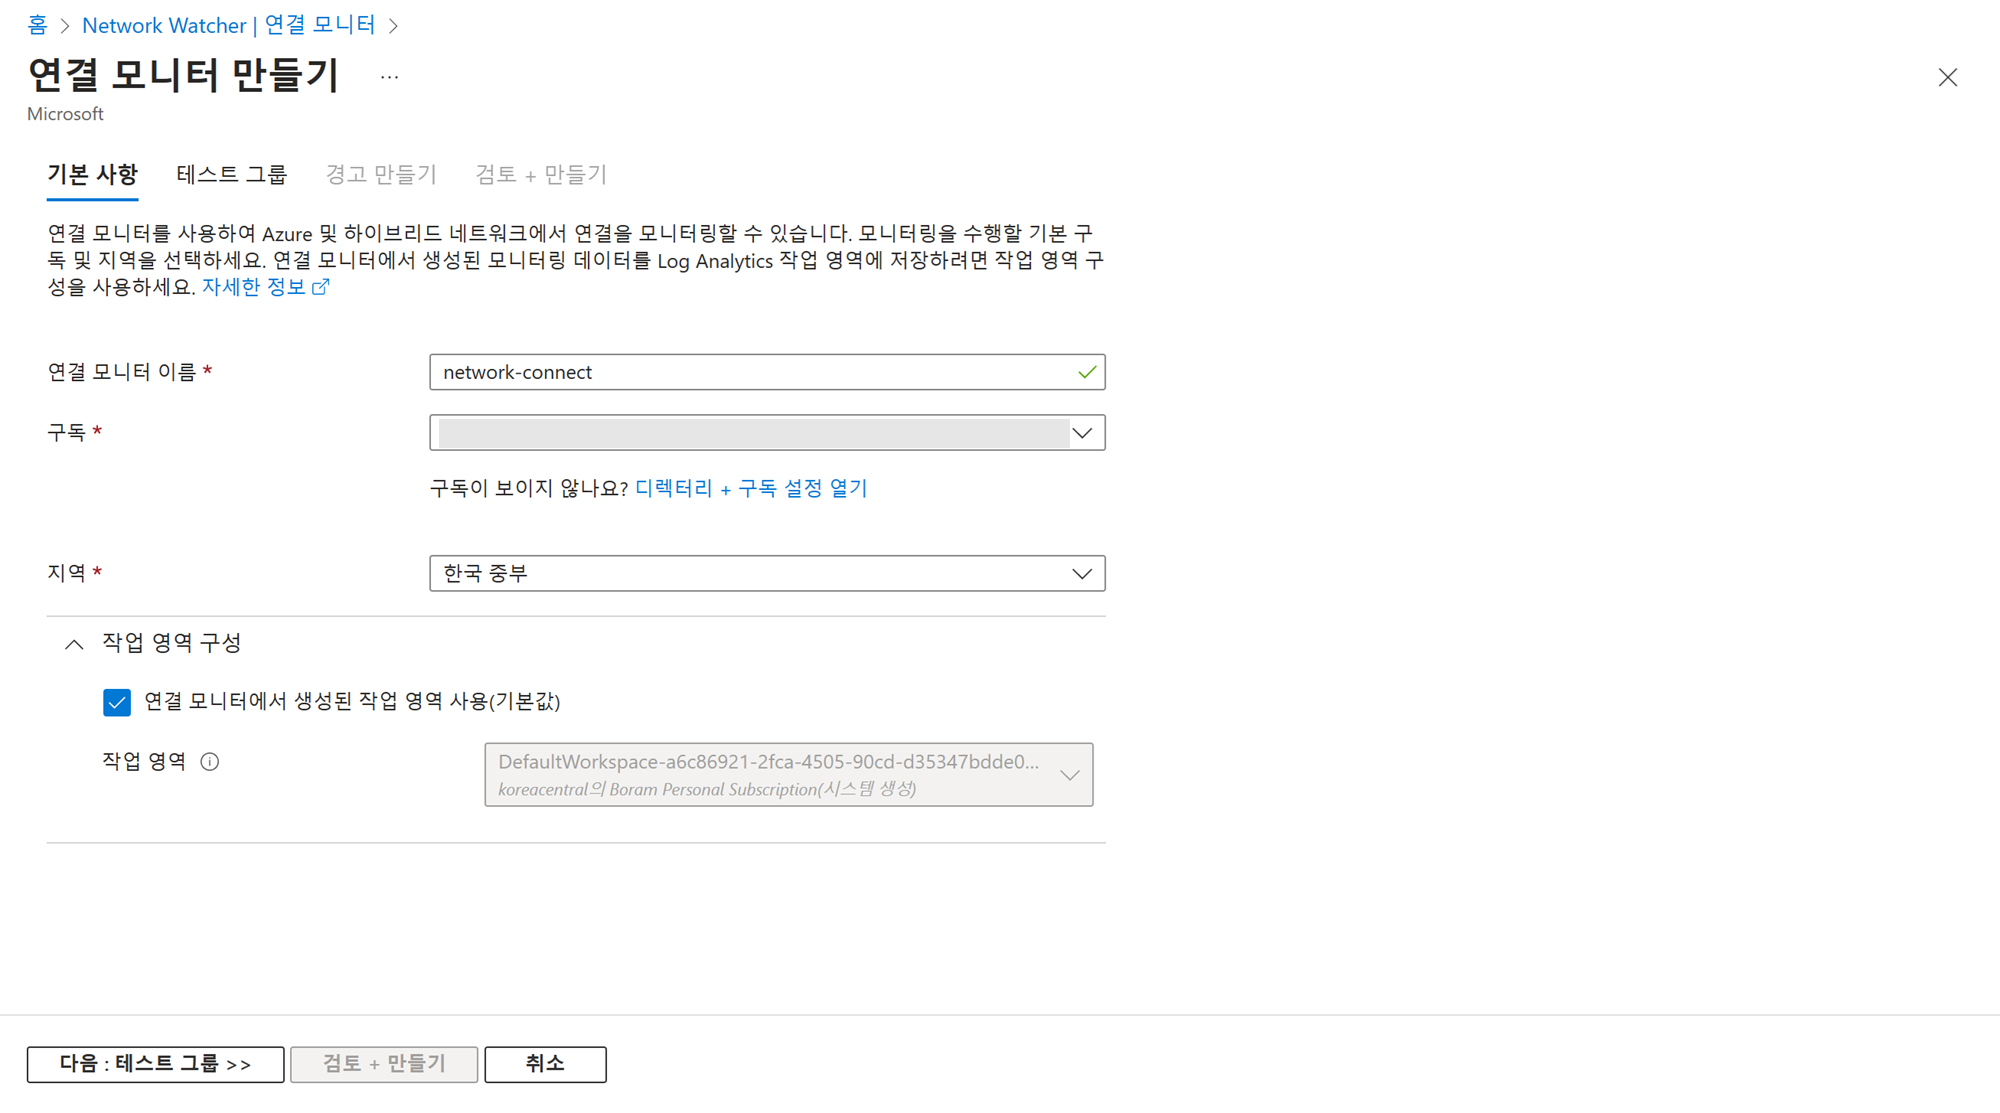 홈 > Network Watcher | 연결 모니터 >
연결 모니터 만들기 ...
Microsoft
기본 사항 테스트 그룹 경고 만들기 검토 + 만들기
연결 모니터를 사용하여 Azure 및 하이브리드 네트워크에서 연결을 모니터링할 수 있습니다. 모니터링을 수행할 기본 구
독 및 지역을 선택하세요. 연결 모니터에서 생성된 모니터링 데이터를 Log Analytics 작업 영역에 저장하려면 작업 영역 구
성을 사용하세요. 자세한 정보
연결 모니터 이름 * network-connect
구독 *
구독이 보이지 않나요? 디렉터리 + 구독 설정 열기
지역 * 한국 중부
작업 영역 구성
연결 모니터에서 생성된 작업 영역 사용(기본값)
작업 영역 DefaultWorkspace-a6c86921-2fca-4505-90cd-d35347bdde0...
koreacentral의 Boram Personal Subscription(시스템 생성)
다음 : 테스트 그룹 >> 검토 + 만들기 취소